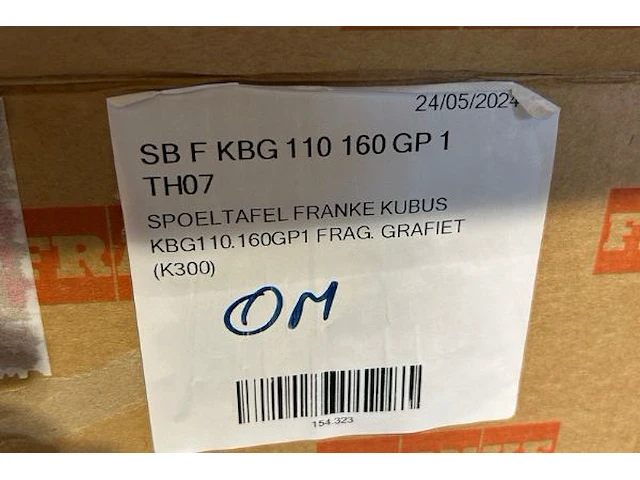 24/05/2024
SB F KBG 110 160 GP 1
TH07
SPOELTAFEL FRANKE KUBUS
KBG110.160GP1 FRAG. GRAFIET
(K300)
OM
154.323